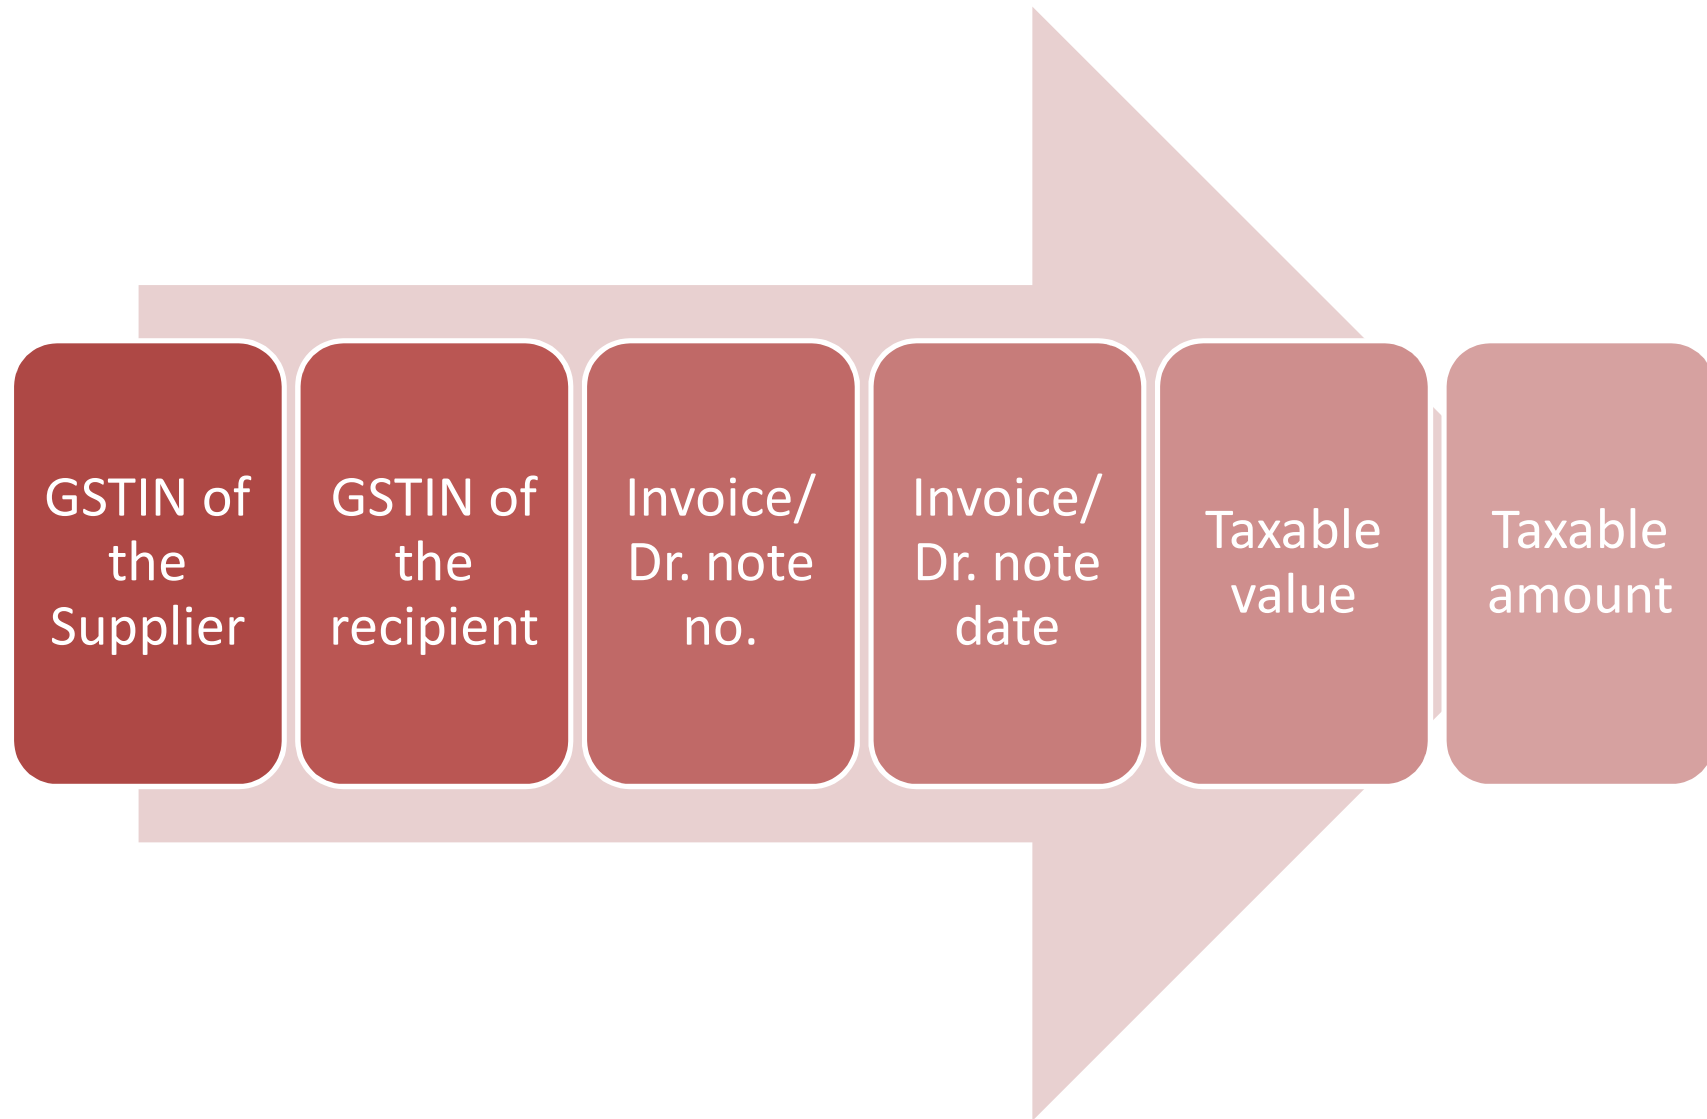 GSTIN of
the
Supplier
GSTIN of
the
recipient
Invoice/
Dr. note
no.
Invoice/
Dr. note
date
Taxable
value
Taxable
amount